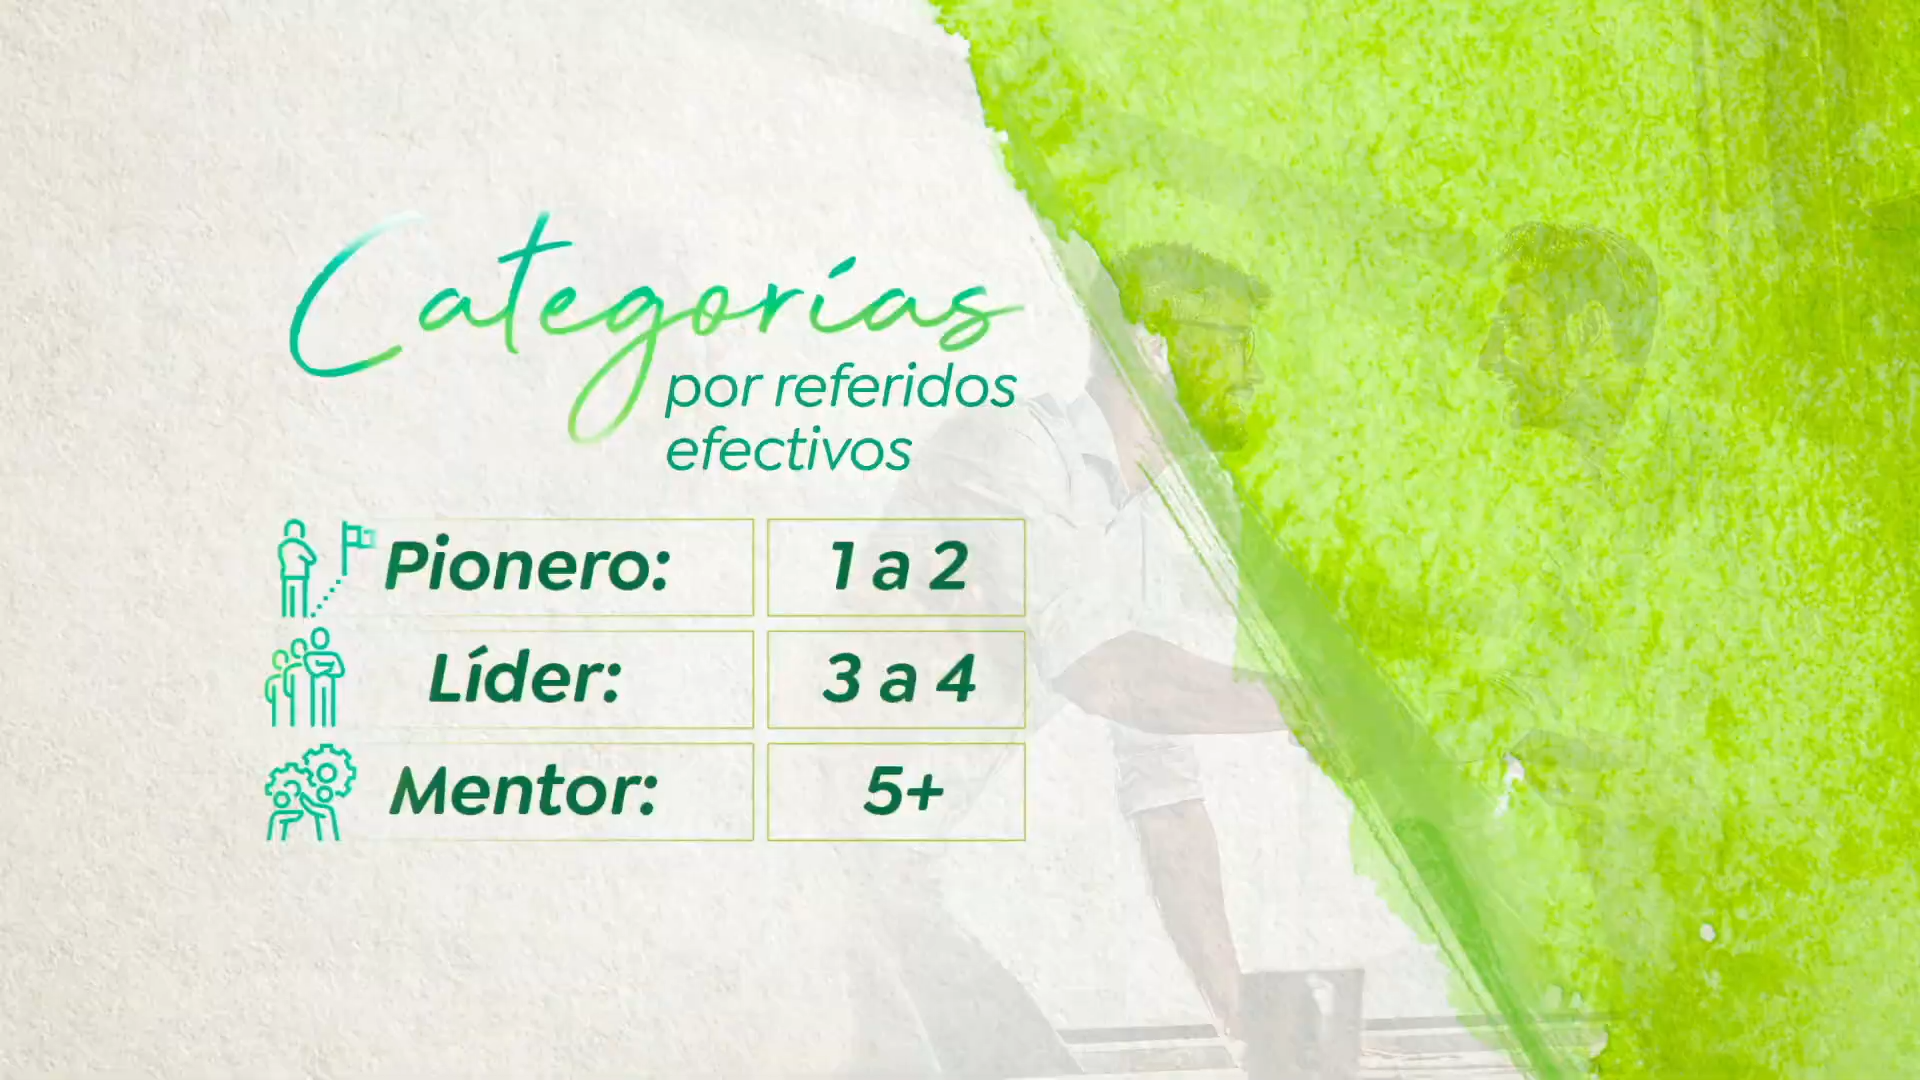 Categorías
por referidos
efectivos
Pionero: 1 a 2
Líder: 3 a 4
Mentor: 5+